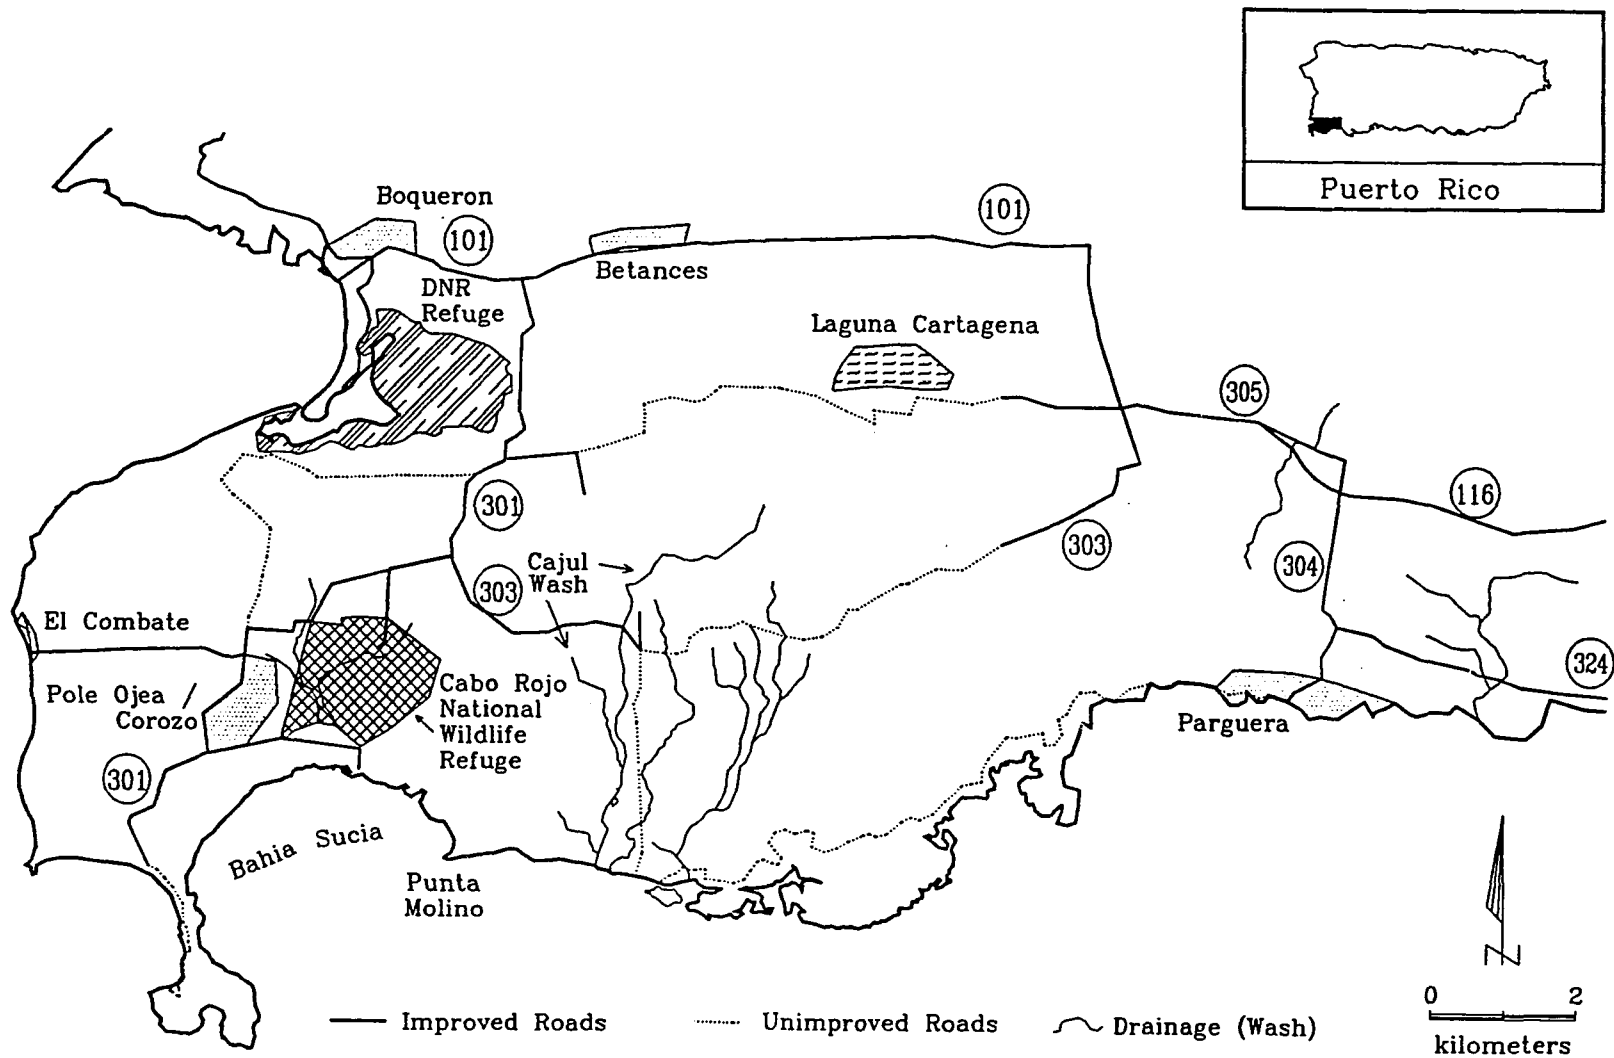 Puerto Rico
Boqueron
101
101
Betances
DNR
Refuge
Laguna Cartagena
305
116
301
303
Cajul
Wash
303
304
El Combate
324
Pole Ojea
Corozo
Cabo Rojo
National
Wildlife
Refuge
Parguera
301
Bahia Sucia
Punta
Molino
N
0 2
kilometers
Improved Roads
Unimproved Roads
Drainage (Wash)